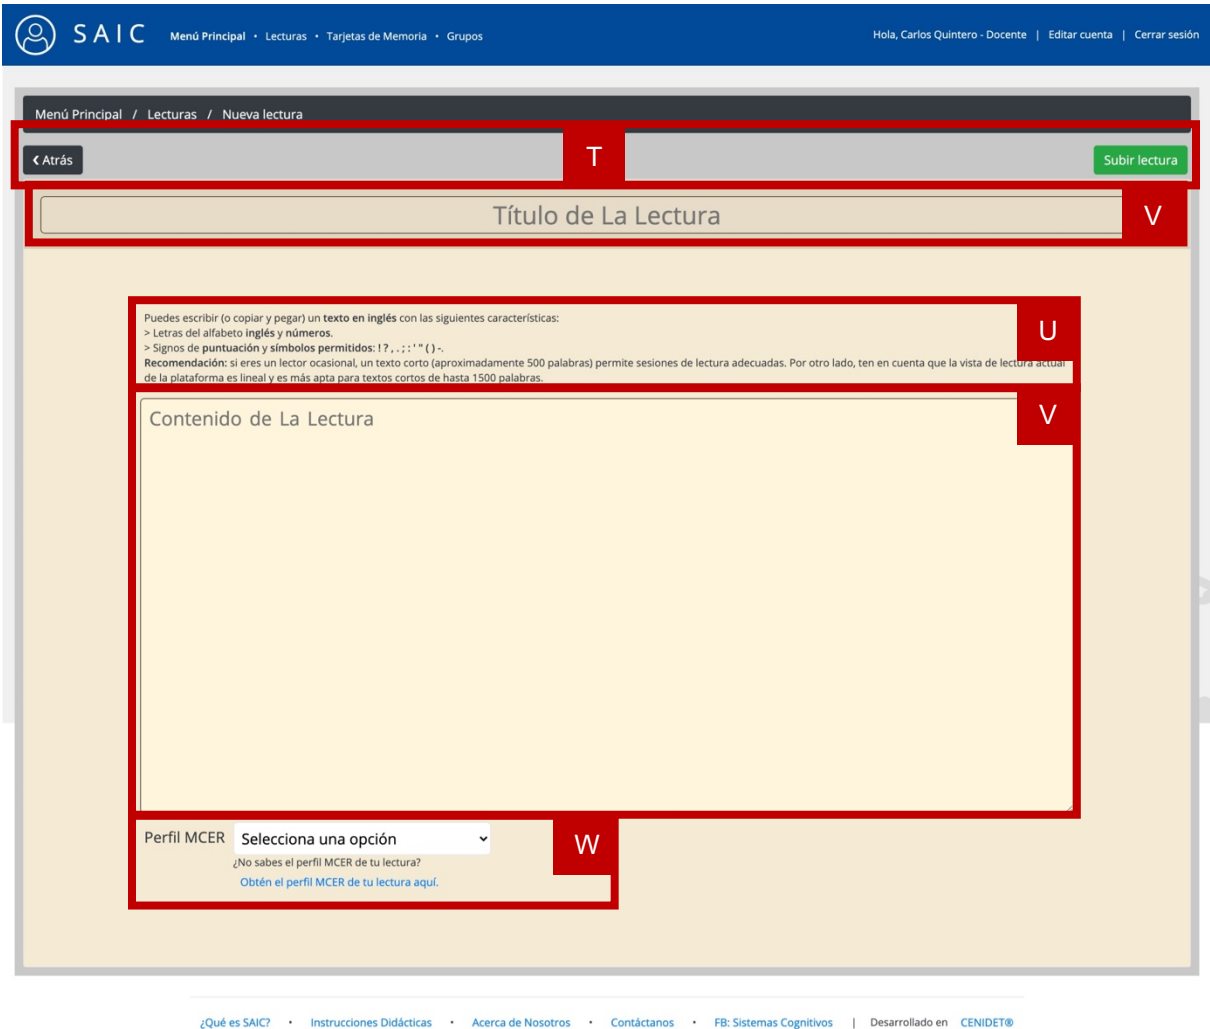 SAIC Menú Principal • Lecturas • Tarjetas de Memoria • Grupos Hola, Carlos Quintero - Docente | Editar cuenta | Cerrar sesión
Menú Principal / Lecturas / Nueva lectura
❮ Atrás T Subir lectura
Título de La Lectura V
Puedes escribir (o copiar y pegar) un texto en inglés con las siguientes características:
> Letras del alfabeto inglés y números.
> Signos de puntuación y símbolos permitidos: ! ? , . ; : ' " ( ) -.
Recomendación: si eres un lector ocasional, un texto corto (aproximadamente 500 palabras) permite sesiones de lectura adecuadas. Por otro lado, ten en cuenta que la vista de lectura actual
de la plataforma es lineal y es más apta para textos cortos de hasta 1500 palabras.
U
Contenido de La Lectura V
Perfil MCER Selecciona una opción W
¿No sabes el perfil MCER de tu lectura?
Obtén el perfil MCER de tu lectura aquí.
¿Qué es SAIC? • Instrucciones Didácticas • Acerca de Nosotros • Contáctanos • FB: Sistemas Cognitivos | Desarrollado en CENIDET®